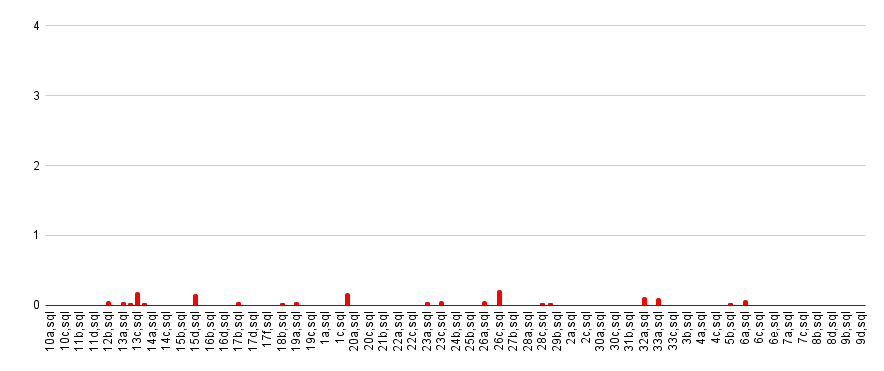 4
3
2
1
0
10a,sql
10c,sql
11b,sql
11d,sql
12b,sql
13a,sql
13c,sql
14a,sql
14c,sql
15b,sql
15d,sql
16b,sql
16d,sql
17b,sql
17d,sql
17f,sql
18b,sql
19a,sql
19c,sql
1a,sql
1c,sql
20a,sql
20c,sql
21b,sql
22a,sql
22c,sql
23a,sql
23c,sql
24b,sql
25b,sql
26a,sql
26c,sql
27b,sql
28a,sql
28c,sql
29b,sql
2a,sql
2c,sql
30a,sql
30c,sql
31b,sql
32a,sql
33a,sql
33c,sql
3b,sql
4a,sql
4c,sql
5b,sql
6a,sql
6c,sql
6e,sql
7a,sql
7c,sql
8b,sql
8d,sql
9b,sql
9d,sql